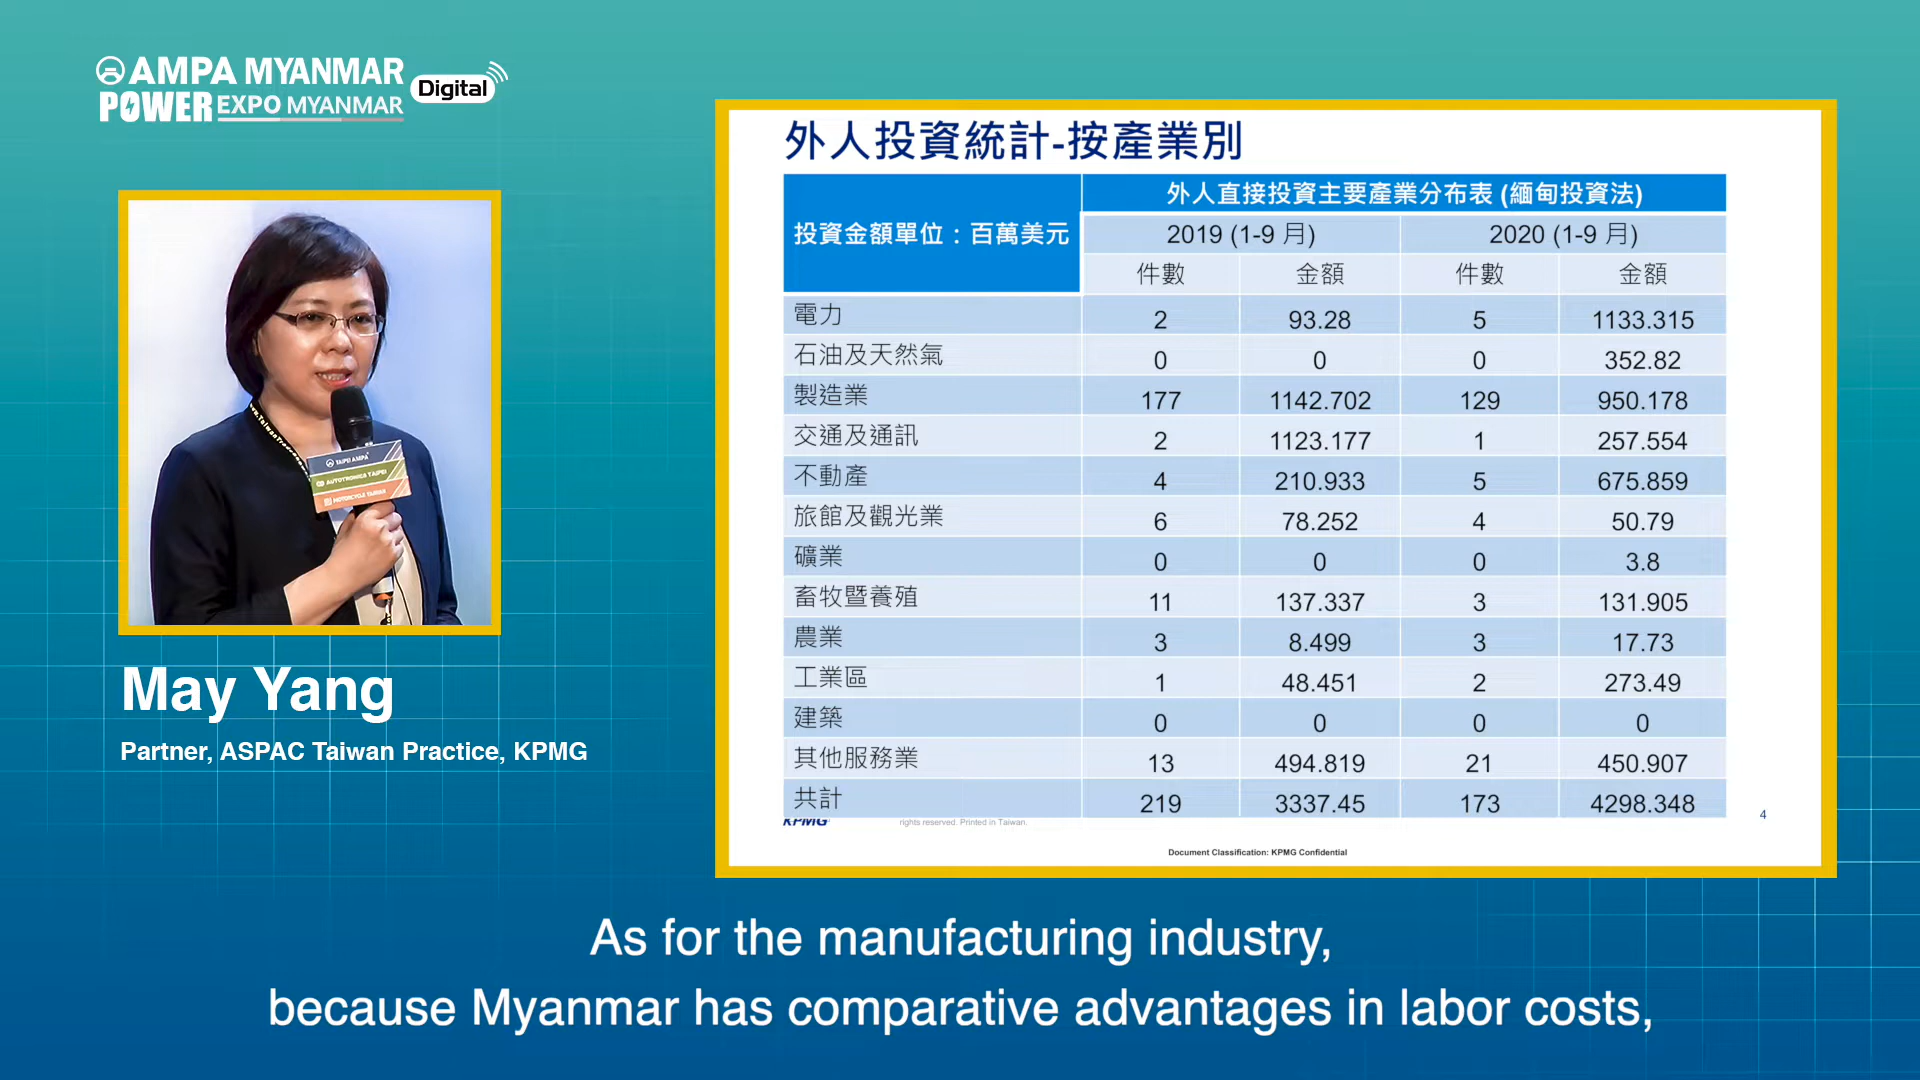 AMPA MYANMAR
POWER EXPO MYANMAR
Digital
TAIPEI AMPA
AUTOTRONICS TAIPEI
MOTORCYCLE TAIWAN
May Yang
Partner, ASPAC Taiwan Practice, KPMG
外人投資統計-按產業別
投資金額單位：百萬美元 外人直接投資主要產業分布表 (緬甸投資法)
2019 (1-9 月) 2020 (1-9 月)
件數 金額 件數 金額
電力 2 93.28 5 1133.315
石油及天然氣 0 0 0 352.82
製造業 177 1142.702 129 950.178
交通及通訊 2 1123.177 1 257.554
不動產 4 210.933 5 675.859
旅館及觀光業 6 78.252 4 50.79
礦業 0 0 0 3.8
畜牧暨養殖 11 137.337 3 131.905
農業 3 8.499 3 17.73
工業區 1 48.451 2 273.49
建築 0 0 0 0
其他服務業 13 494.819 21 450.907
共計 219 3337.45 173 4298.348
KPMG rights reserved. Printed in Taiwan. 4
Document Classification: KPMG Confidential
As for the manufacturing industry,
because Myanmar has comparative advantages in labor costs,